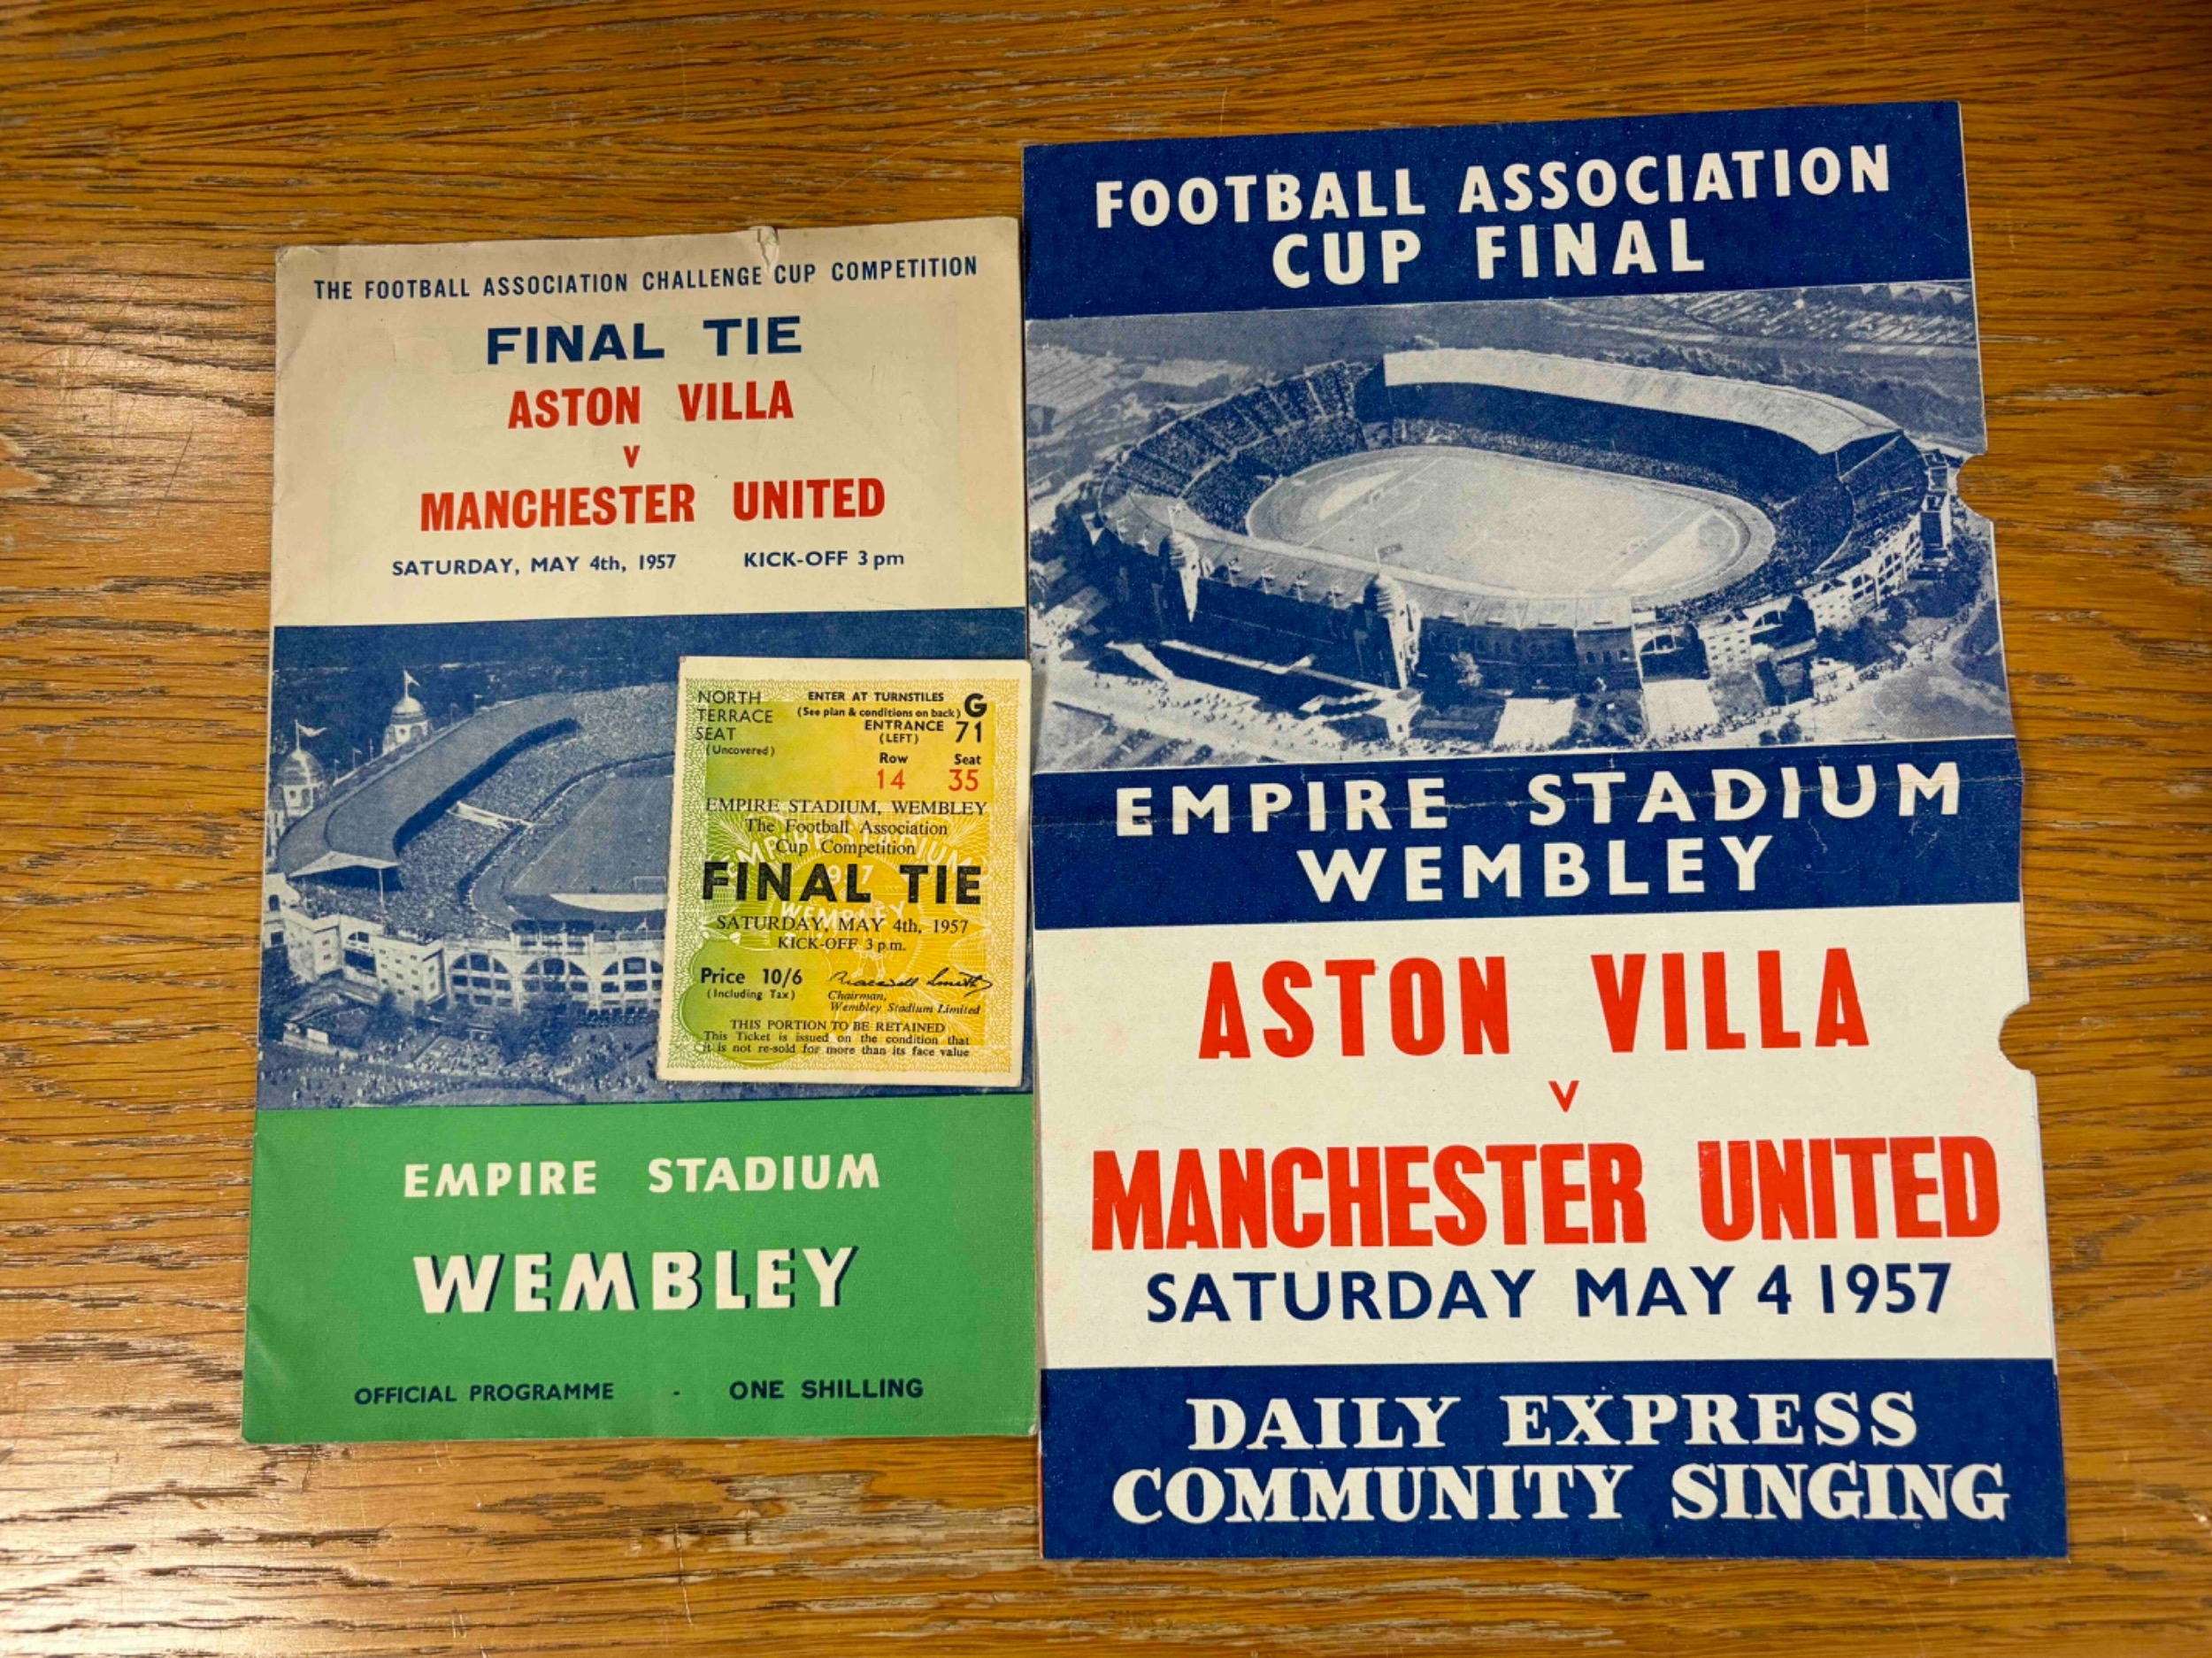 THE FOOTBALL ASSOCIATION CHALLENGE CUP COMPETITION
FINAL TIE
ASTON VILLA
v
MANCHESTER UNITED
SATURDAY, MAY 4th, 1957 KICK-OFF 3 pm
NORTH TERRACE SEAT (Uncovered)
ENTER AT TURNSTILES G
(See plan & conditions on back)
ENTRANCE 71
(LEFT)
Row Seat
14 35
EMPIRE STADIUM, WEMBLEY
The Football Association
Cup Competition
EMPIRE STADIUM
1957
WEMBLEY
FINAL TIE
SATURDAY, MAY 4th, 1957
KICK-OFF 3 p.m.
Price 10/6
(Including Tax)
Chairman,
Wembley Stadium Limited
THIS PORTION TO BE RETAINED
This Ticket is issued on the condition that
it is not re-sold for more than its face value
EMPIRE STADIUM
WEMBLEY
OFFICIAL PROGRAMME - ONE SHILLING
FOOTBALL ASSOCIATION
CUP FINAL
EMPIRE STADIUM
WEMBLEY
ASTON VILLA
v
MANCHESTER UNITED
SATURDAY MAY 4 1957
DAILY EXPRESS
COMMUNITY SINGING